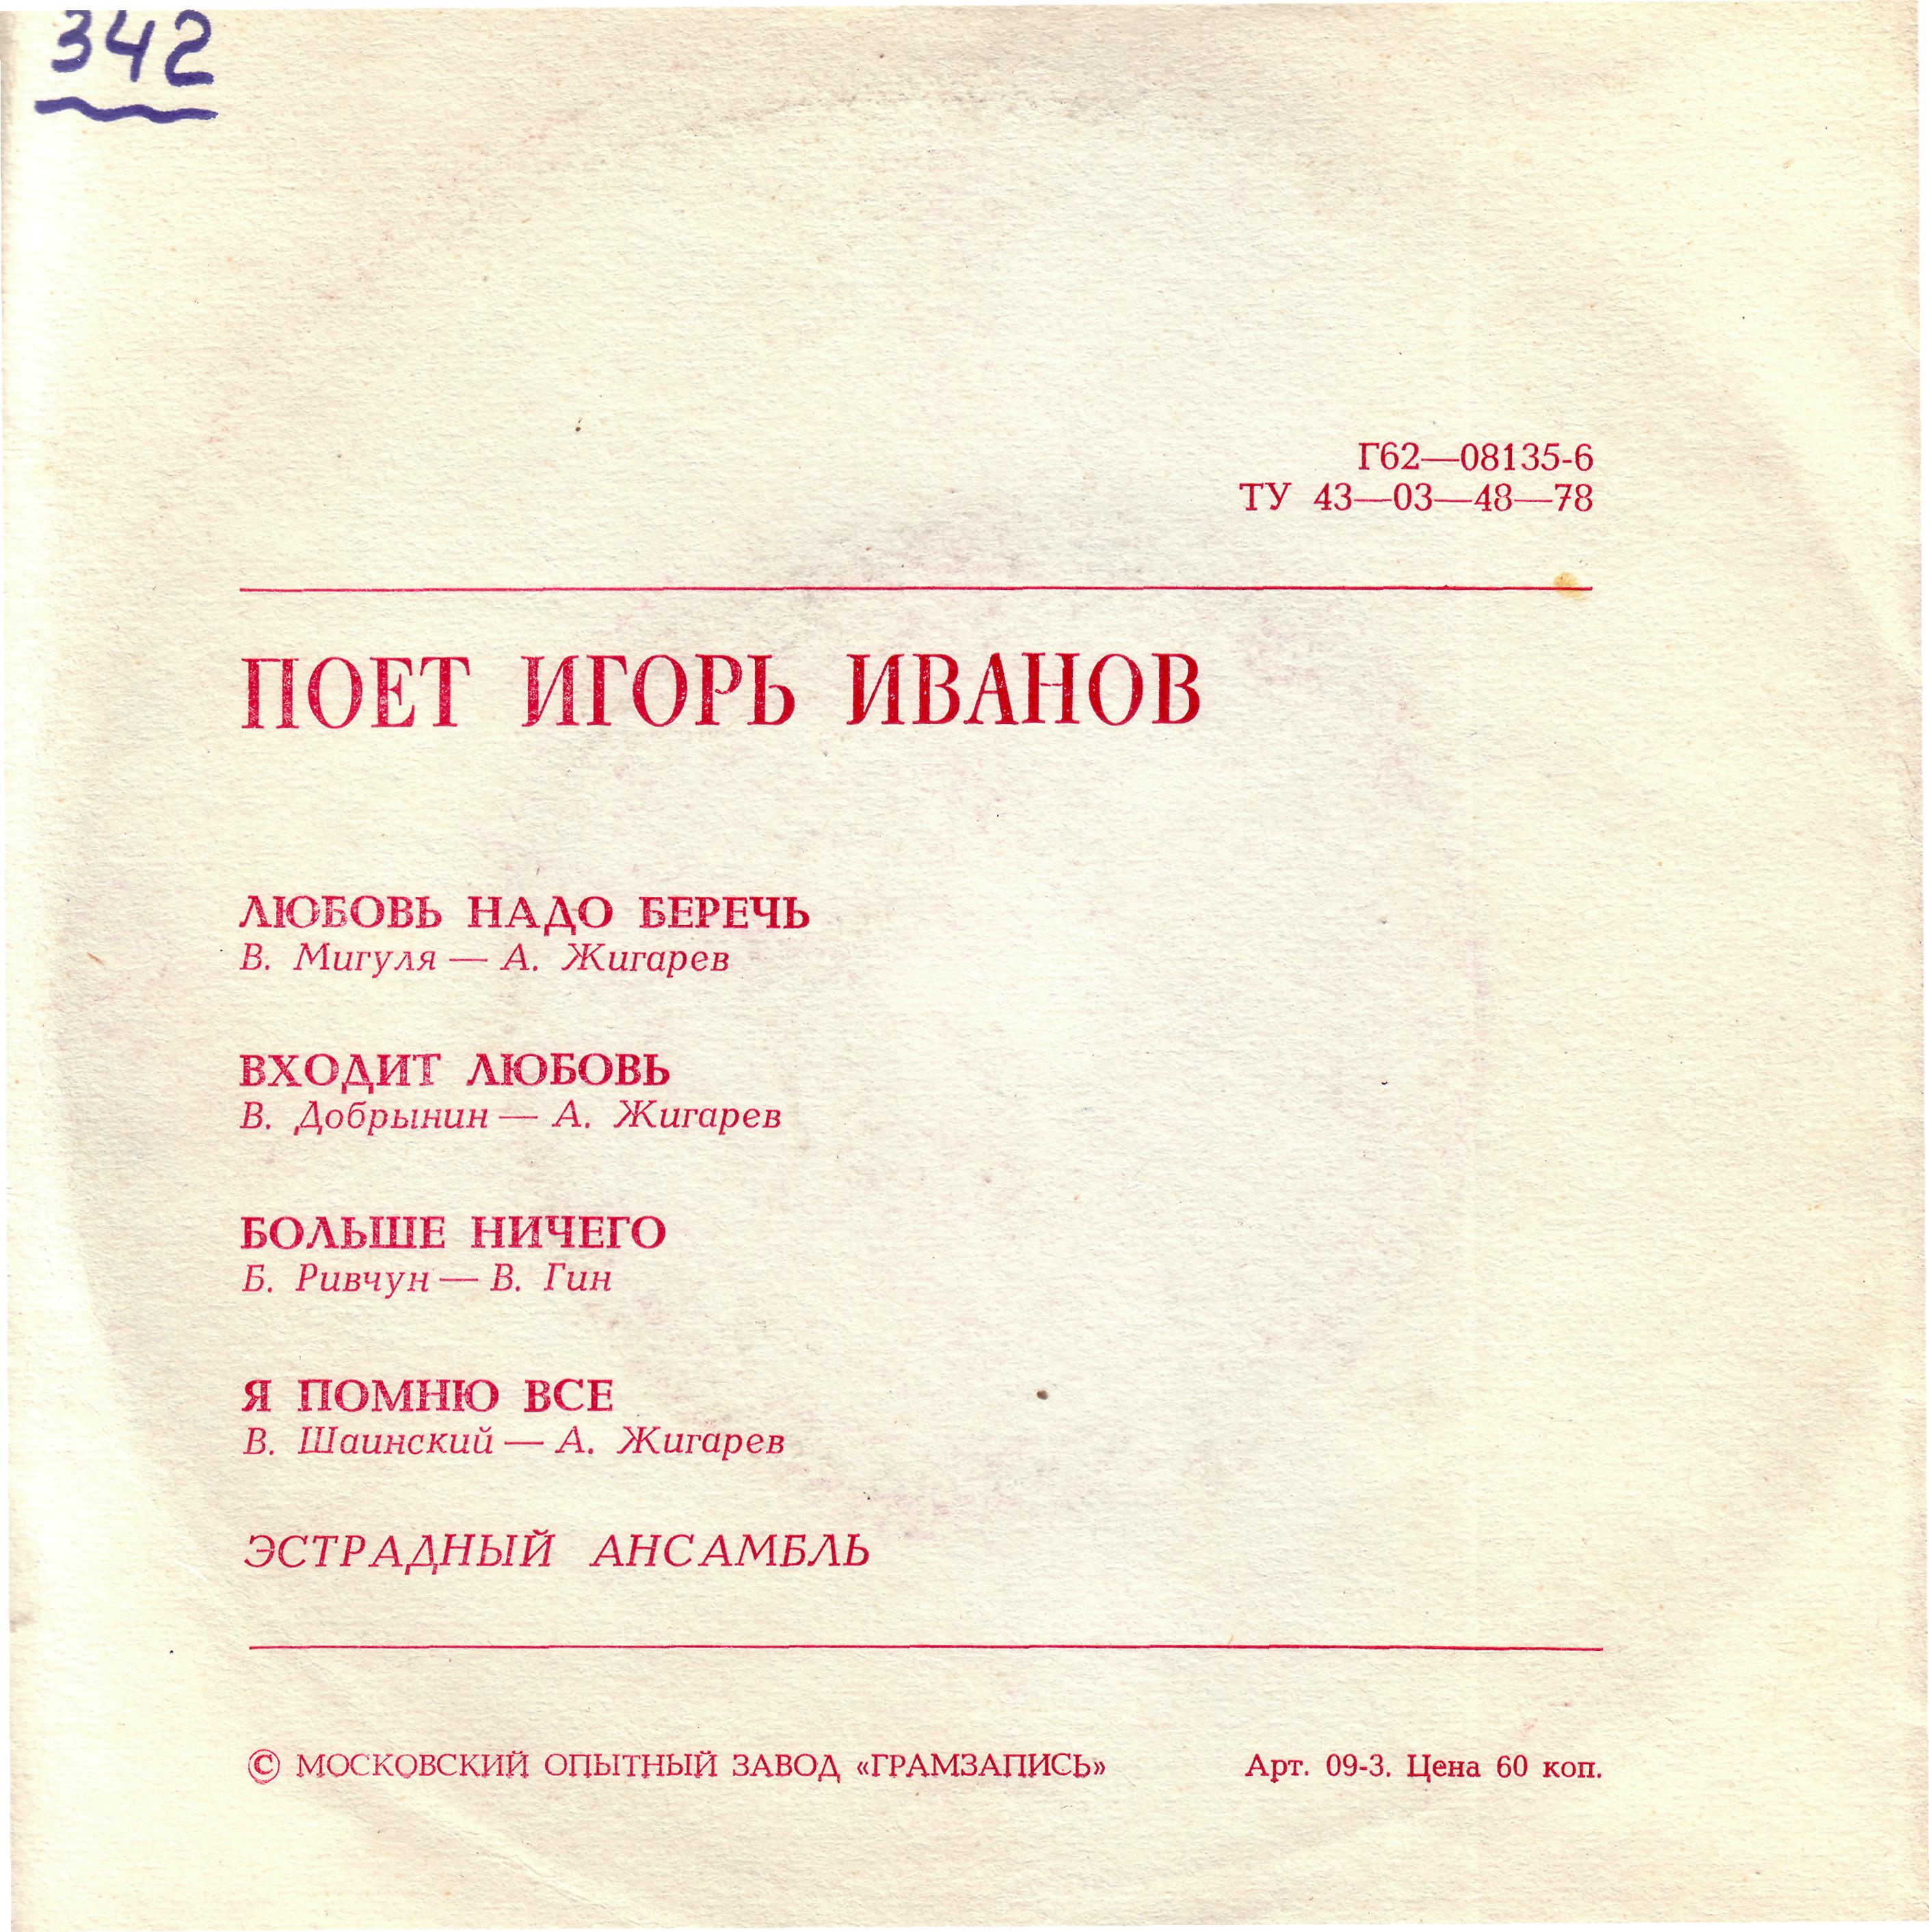 342
Г62—08135-6
ТУ 43—03—48—78
ПОЕТ ИГОРЬ ИВАНОВ
ЛЮБОВЬ НАДО БЕРЕЧЬ
В. Мигуля — А. Жигарев
ВХОДИТ ЛЮБОВЬ
В. Добрынин — А. Жигарев
БОЛЬШЕ НИЧЕГО
Б. Ривчун — В. Гин
Я ПОМНЮ ВСЕ
В. Шаинский — А. Жигарев
ЭСТРАДНЫЙ АНСАМБЛЬ
© МОСКОВСКИЙ ОПЫТНЫЙ ЗАВОД «ГРАМЗАПИСЬ» Арт. 09-3. Цена 60 коп.